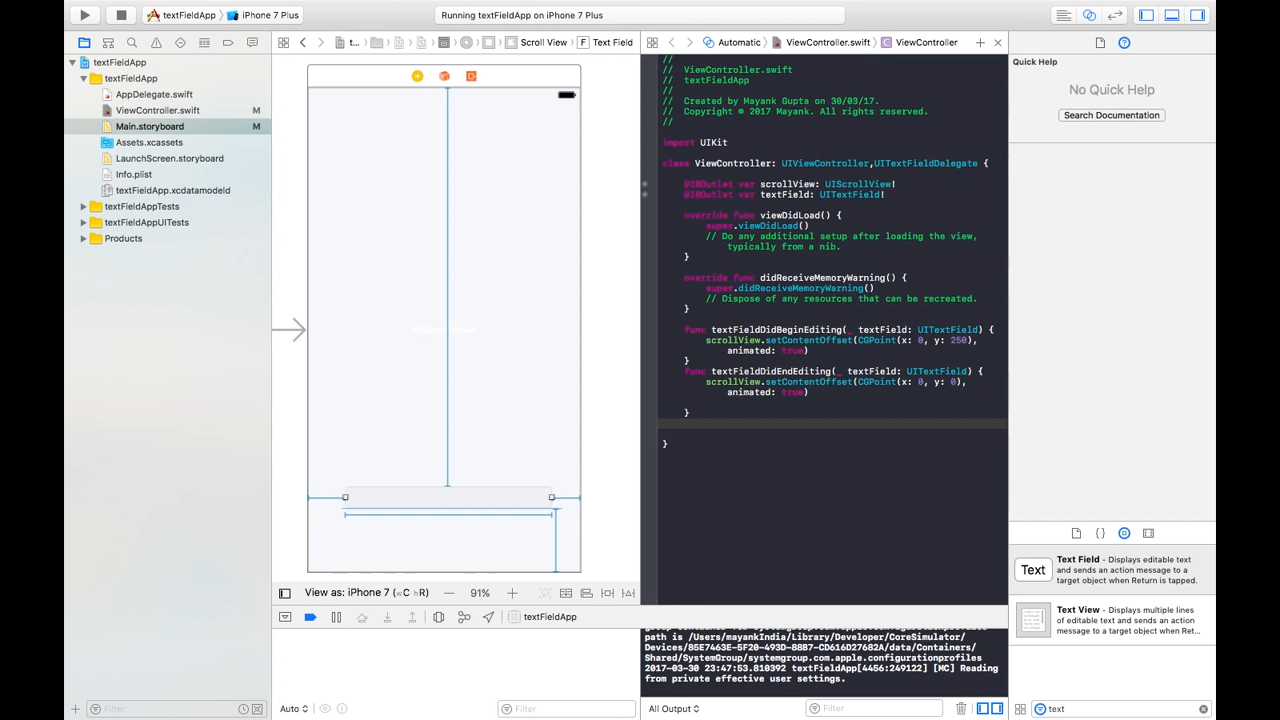 textFieldApp
iPhone 7 Plus
Running textFieldApp on iPhone 7 Plus
t...
Scroll View
F Text Field
Automatic
ViewController.swift
C ViewController
textFieldApp
textFieldApp
AppDelegate.swift
ViewController.swift M
Main.storyboard M
Assets.xcassets
LaunchScreen.storyboard
Info.plist
textFieldApp.xcdatamodeld
textFieldAppTests
textFieldAppUITests
Products
//
// ViewController.swift
// textFieldApp
//
// Created by Mayank Gupta on 30/03/17.
// Copyright © 2017 Mayank. All rights reserved.
//
import UIKit
class ViewController: UIViewController,UITextFieldDelegate {
@IBOutlet var scrollView: UIScrollView!
@IBOutlet var textField: UITextField!
override func viewDidLoad() {
super.viewDidLoad()
// Do any additional setup after loading the view,
typically from a nib.
}
override func didReceiveMemoryWarning() {
super.didReceiveMemoryWarning()
// Dispose of any resources that can be recreated.
}
func textFieldDidBeginEditing(_ textField: UITextField) {
scrollView.setContentOffset(CGPoint(x: 0, y: 250),
animated: true)
}
func textFieldDidEndEditing(_ textField: UITextField) {
scrollView.setContentOffset(CGPoint(x: 0, y: 0),
animated: true)
}
}
Quick Help
No Quick Help
Search Documentation
Text
Text Field - Displays editable text
and sends an action message to a
target object when Return is tapped.
Text View - Displays multiple lines
of editable text and sends an action
message to a target object when Ret...
View as: iPhone 7 (wC hR)
91%
textFieldApp
path is /Users/mayankIndia/Library/Developer/CoreSimulator/
Devices/85E7463E-5F20-493D-88B7-CD616D27682A/data/Containers/
Shared/SystemGroup/systemgroup.com.apple.configurationprofiles
2017-03-30 23:47:53.810392 textFieldApp[4456:249122] [MC] Reading
from private effective user settings.
Filter
Auto
Filter
All Output
Filter
text